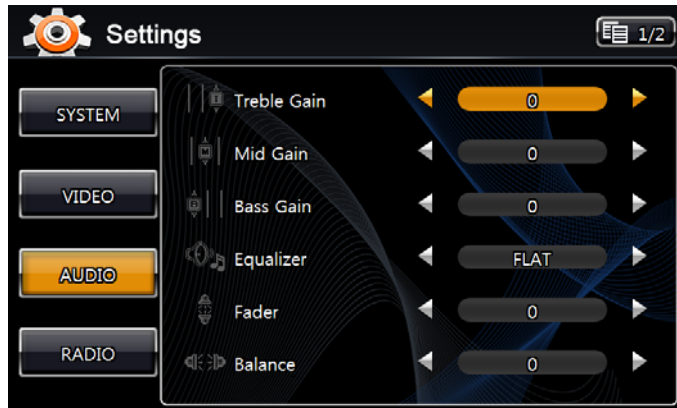 Settings
1/2
SYSTEM
VIDEO
AUDIO
RADIO
Treble Gain 0
Mid Gain 0
Bass Gain 0
Equalizer FLAT
Fader 0
Balance 0